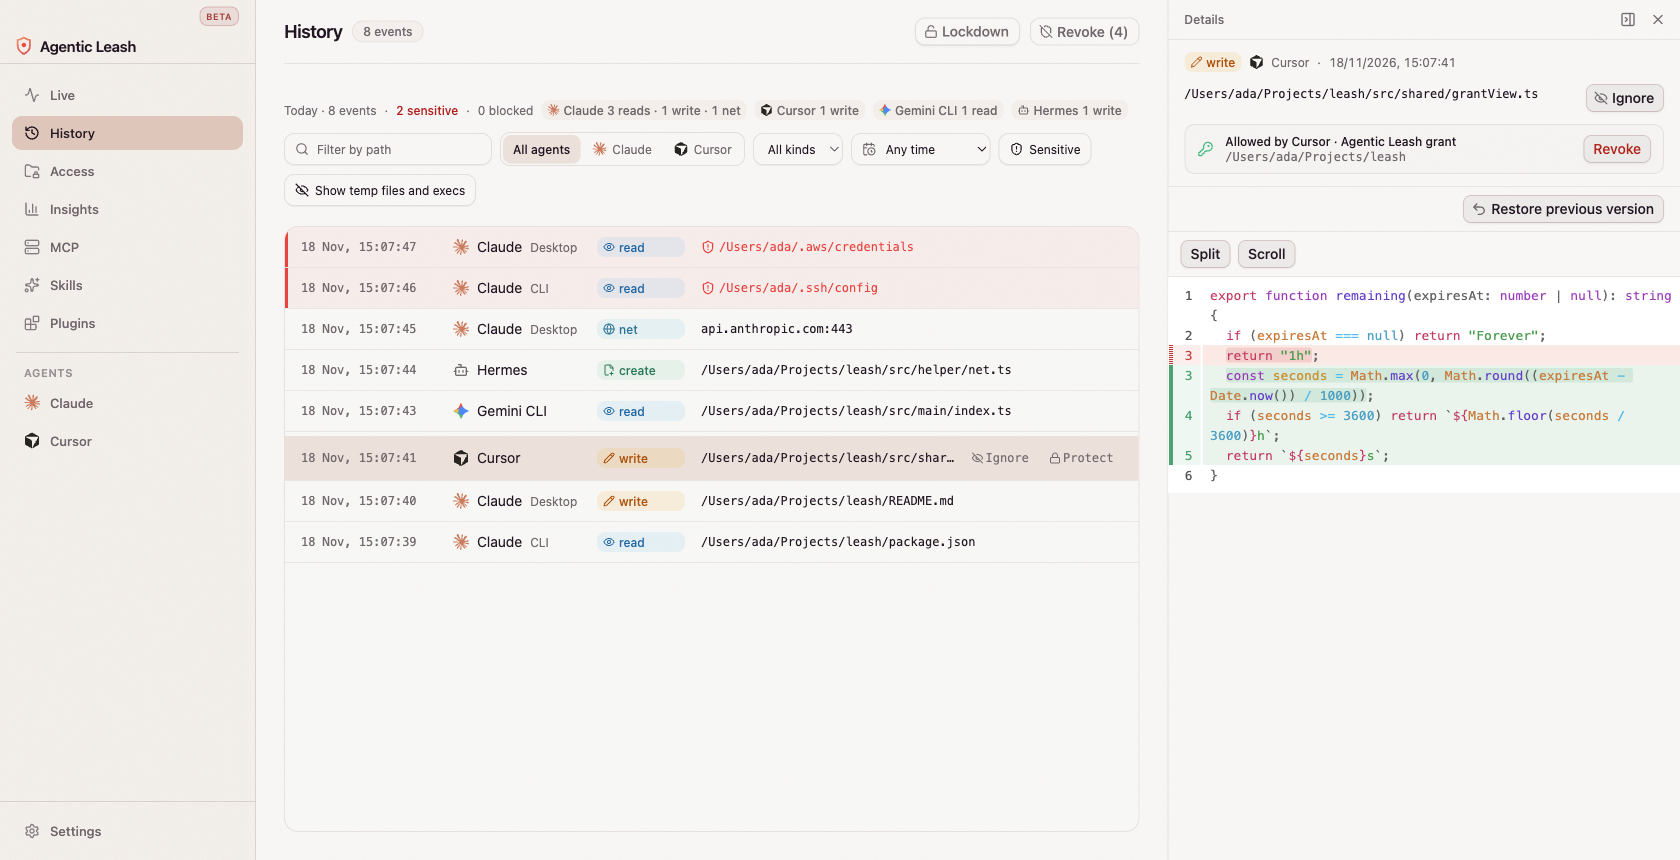 BETA
Agentic Leash
Live
History
Access
Insights
MCP
Skills
Plugins
AGENTS
Claude
Cursor
Settings
History 8 events
Lockdown Revoke (4)
Today · 8 events · 2 sensitive · 0 blocked Claude 3 reads · 1 write · 1 net Cursor 1 write Gemini CLI 1 read Hermes 1 write
Filter by path All agents Claude Cursor All kinds Any time Sensitive
Show temp files and execs
18 Nov, 15:07:47 Claude Desktop read /Users/ada/.aws/credentials
18 Nov, 15:07:46 Claude CLI read /Users/ada/.ssh/config
18 Nov, 15:07:45 Claude Desktop net api.anthropic.com:443
18 Nov, 15:07:44 Hermes create /Users/ada/Projects/leash/src/helper/net.ts
18 Nov, 15:07:43 Gemini CLI read /Users/ada/Projects/leash/src/main/index.ts
18 Nov, 15:07:41 Cursor write /Users/ada/Projects/leash/src/shar… Ignore Protect
18 Nov, 15:07:40 Claude Desktop write /Users/ada/Projects/leash/README.md
18 Nov, 15:07:39 Claude CLI read /Users/ada/Projects/leash/package.json
Details
write Cursor · 18/11/2026, 15:07:41
/Users/ada/Projects/leash/src/shared/grantView.ts
Ignore
Allowed by Cursor · Agentic Leash grant
/Users/ada/Projects/leash
Revoke
Restore previous version
Split Scroll
1 export function remaining(expiresAt: number | null): string
{
2 if (expiresAt === null) return "Forever";
3 return "1h";
3 const seconds = Math.max(0, Math.round((expiresAt -
Date.now()) / 1000));
4 if (seconds >= 3600) return `${Math.floor(seconds /
3600)}h`;
5 return `${seconds}s`;
6 }